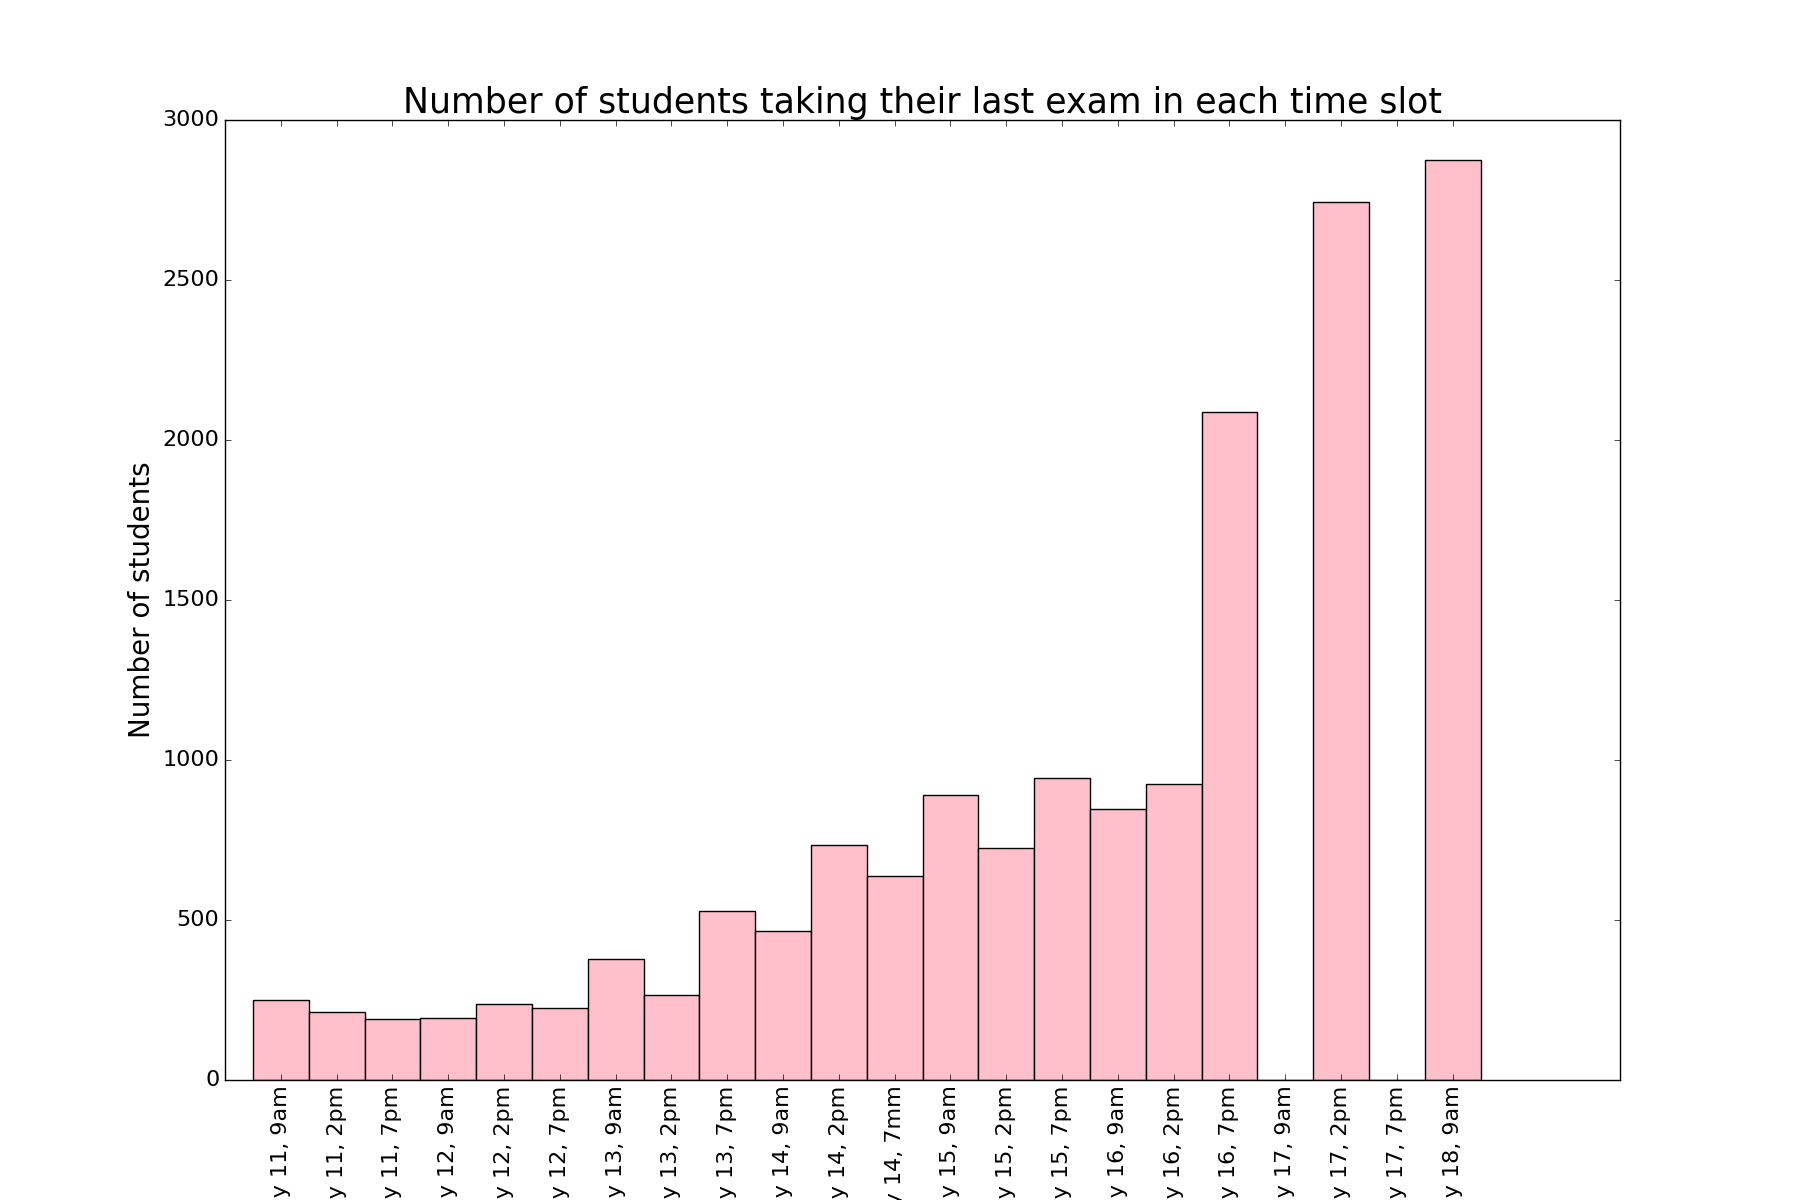 Number of students taking their last exam in each time slot
Number of students
3000
2500
2000
1500
1000
500
0
y 11, 9am
y 11, 2pm
y 11, 7pm
y 12, 9am
y 12, 2pm
y 12, 7pm
y 13, 9am
y 13, 2pm
y 13, 7pm
y 14, 9am
y 14, 2pm
y 14, 7mm
y 15, 9am
y 15, 2pm
y 15, 7pm
y 16, 9am
y 16, 2pm
y 16, 7pm
y 17, 9am
y 17, 2pm
y 17, 7pm
y 18, 9am